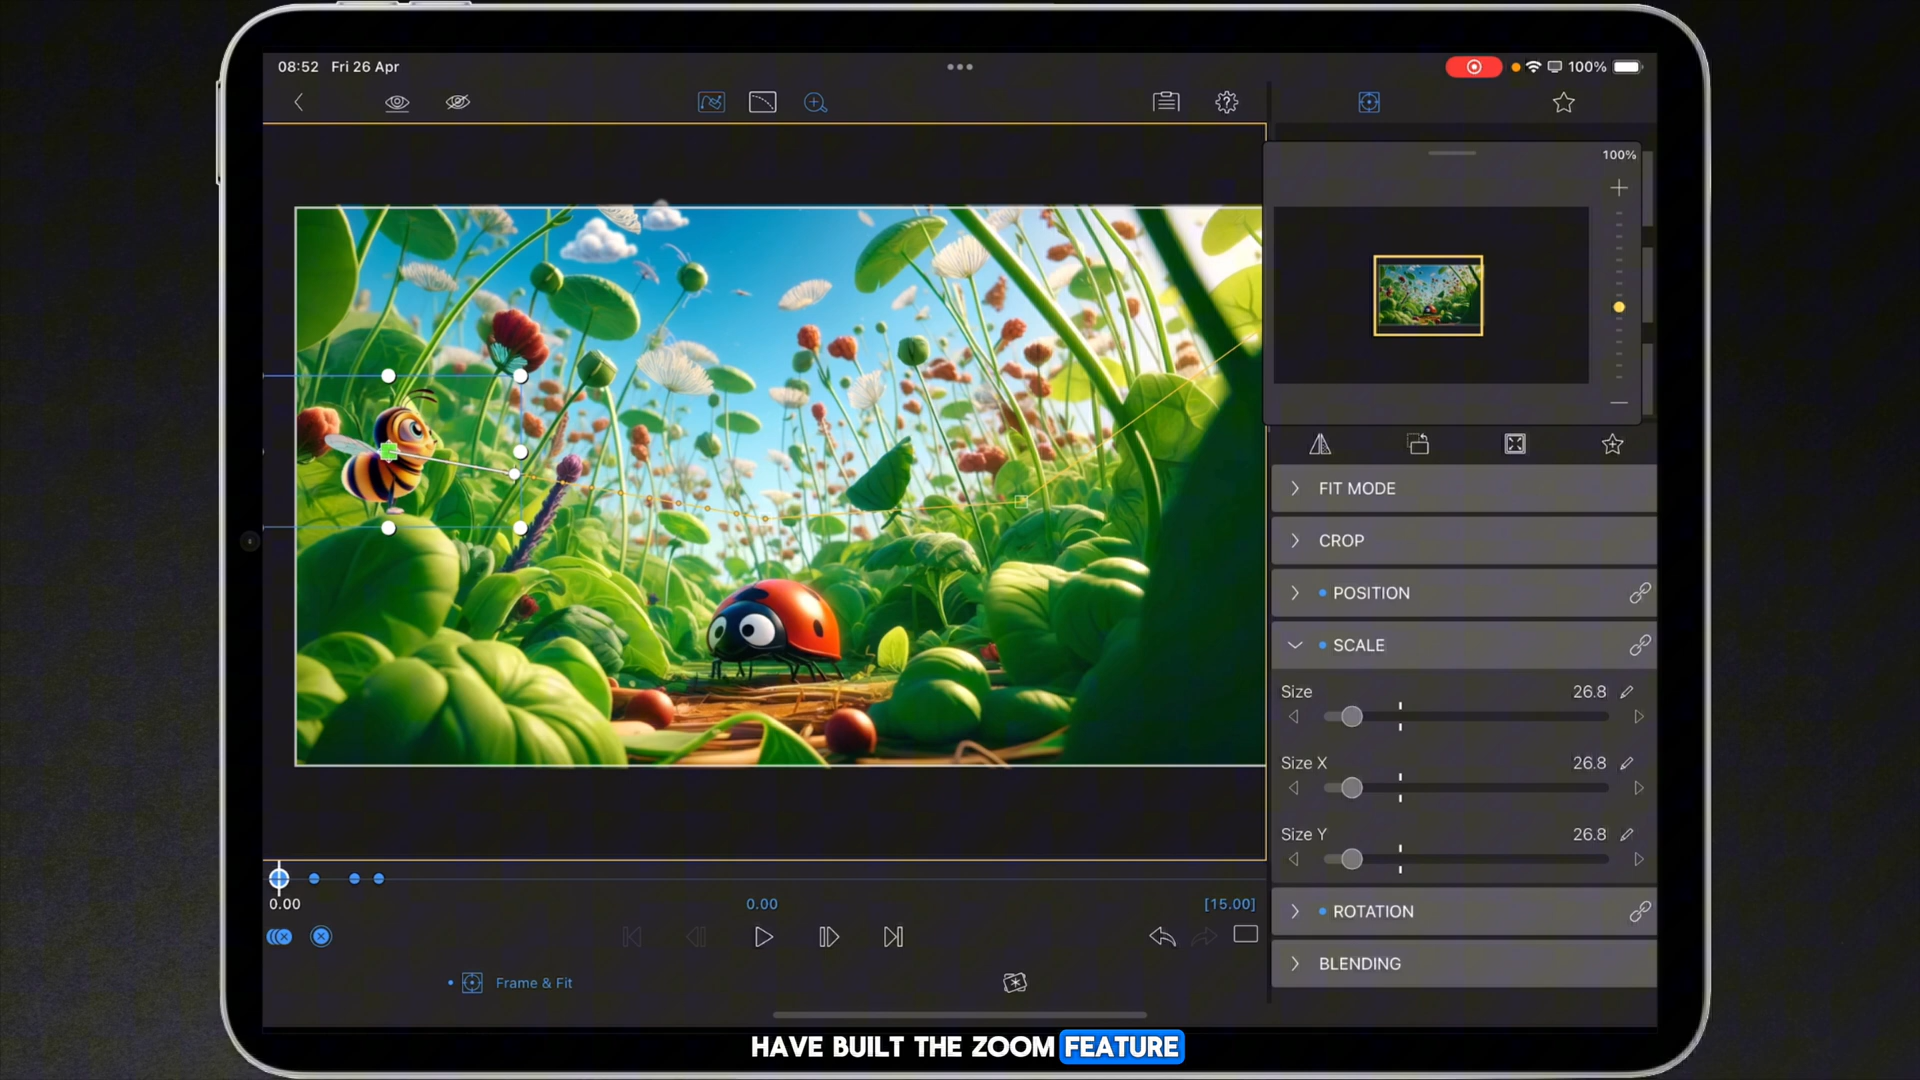 08:52 Fri 26 Apr
100%
100%
FIT MODE
CROP
POSITION
SCALE
Size 26.8
Size X 26.8
Size Y 26.8
ROTATION
BLENDING
0.00 0.00 [15.00]
Frame & Fit
HAVE BUILT THE ZOOM FEATURE